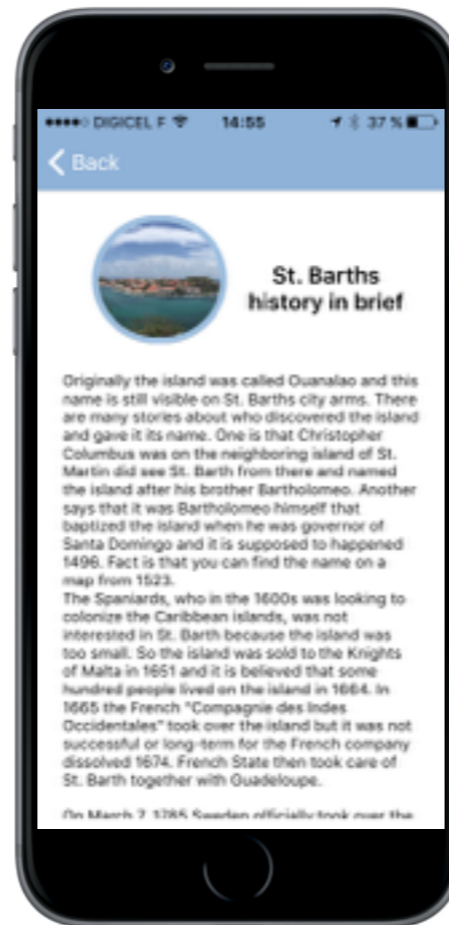 DIGICEL F 14:55 37 %
Back
St. Barths
history in brief
Originally the island was called Ouanalao and this
name is still visible on St. Barths city arms. There
are many stories about who discovered the island
and gave it its name. One is that Christopher
Columbus was on the neighboring island of St.
Martin did see St. Barth from there and named
the island after his brother Bartholomeo. Another
says that it was Bartholomeo himself that
baptized the island when he was governor of
Santa Domingo and it is supposed to happened
1496. Fact is that you can find the name on a
map from 1523.
The Spaniards, who in the 1600s was looking to
colonize the Caribbean islands, was not
interested in St. Barth because the island was
too small. So the island was sold to the Knights
of Malta in 1651 and it is believed that some
hundred people lived on the island in 1664. In
1665 the French "Compagnie des Indes
Occidentales" took over the island but it was not
successful or long-term for the French company
dissolved 1674. French State then took care of
St. Barth together with Guadeloupe.
On March 7, 1785 Sweden officially took over the